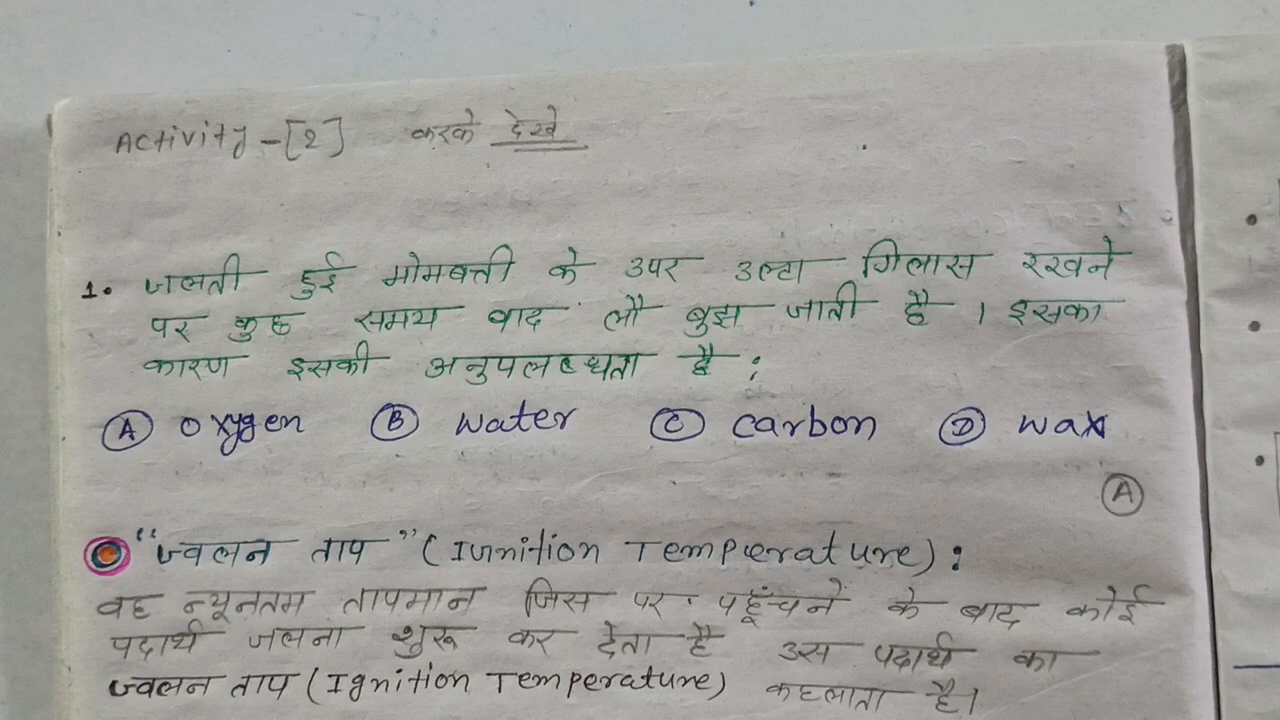 Activity-[2] करके देखे
1. जलती हुई मोमबत्ती के उपर उल्टा गिलास रखने
पर कुछ समय बाद लौ बुझ जाती है । इसका
कारण इसकी अनुपलब्धता है :
(A) oxygen (B) water (C) carbon (D) wax
(A)
"ज्वलन ताप" (Ignition Temperature) :
वह न्यूनतम तापमान जिस पर पहूँचने के बाद कोई
पदार्थ जलना शुरू कर देता है उस पदार्थ का
ज्वलन ताप (Ignition Temperature) कहलाता है।